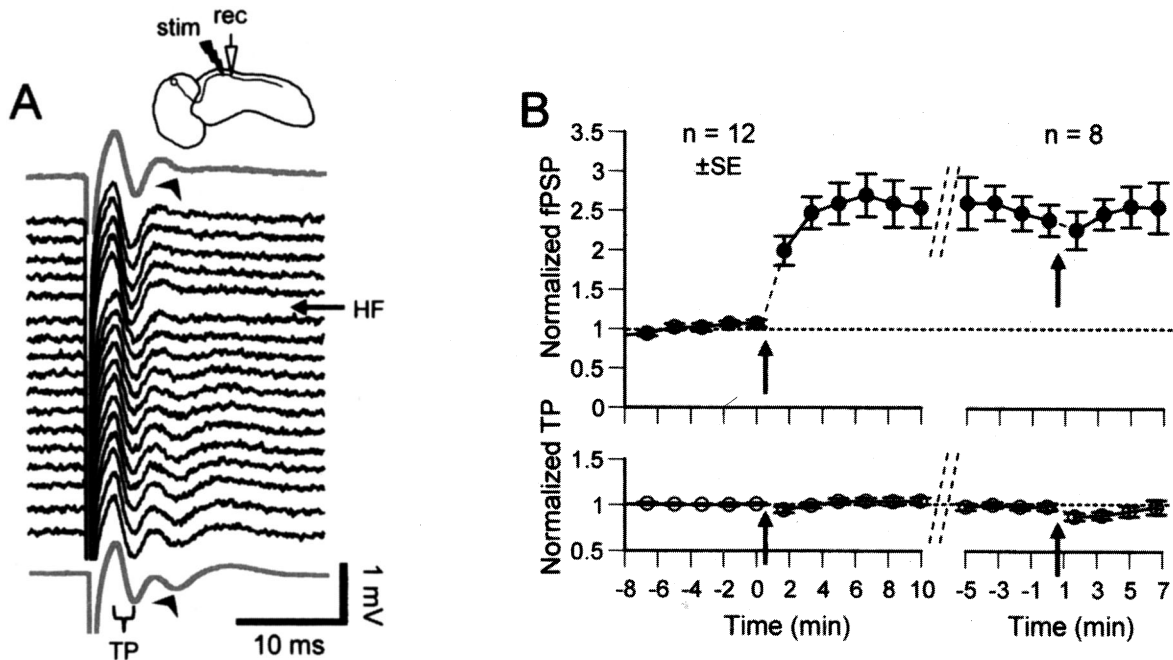 stim
rec
A
HF
TP
10 ms
1 mV
B
n = 12
±SE
n = 8
Normalized fPSP
3.5
3
2.5
2
1.5
1
0.5
0
-8 -6 -4 -2 0 2 4 6 8 10
-5 -3 -1 1 3 5 7
Normalized TP
1.5
1
0.5
Time (min)
Time (min)